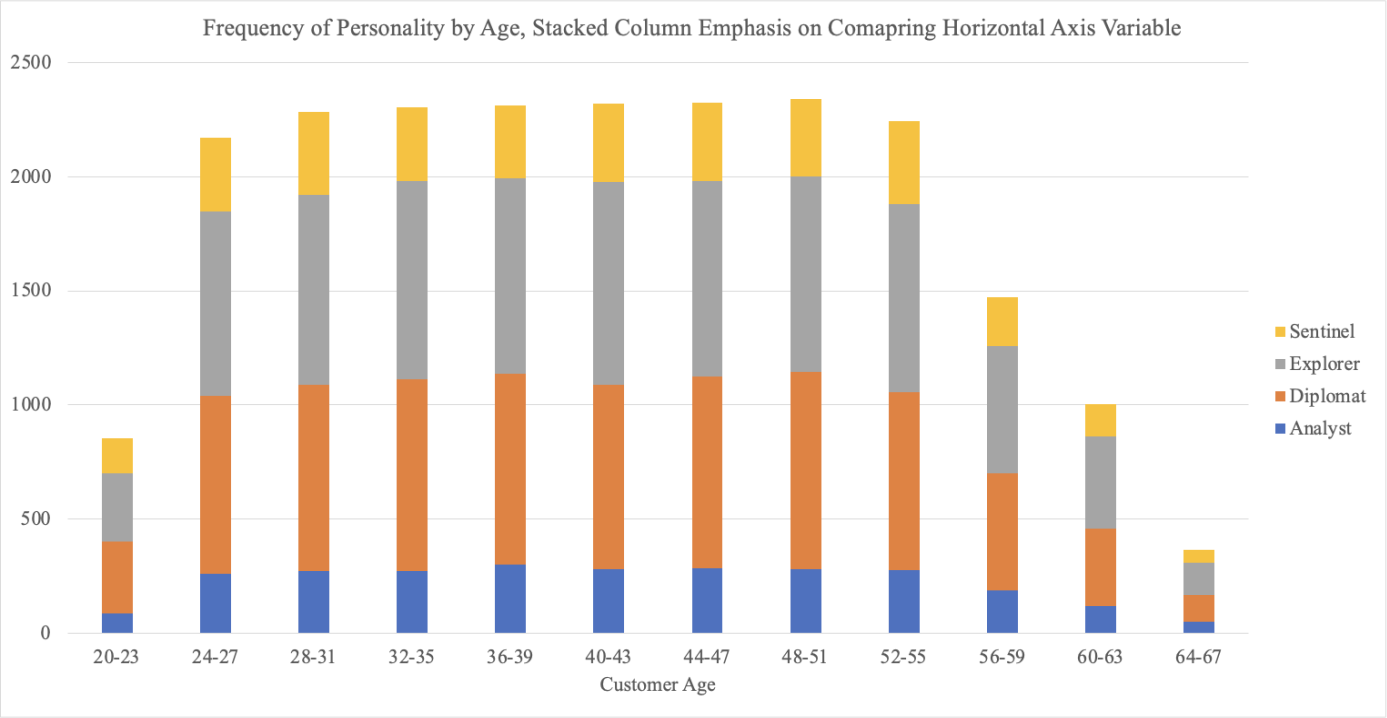 Frequency of Personality by Age, Stacked Column Emphasis on Comapring Horizontal Axis Variable
2500
2000
1500
1000
500
0
Sentinel
Explorer
Diplomat
Analyst
20-23 24-27 28-31 32-35 36-39 40-43 44-47 48-51 52-55 56-59 60-63 64-67
Customer Age